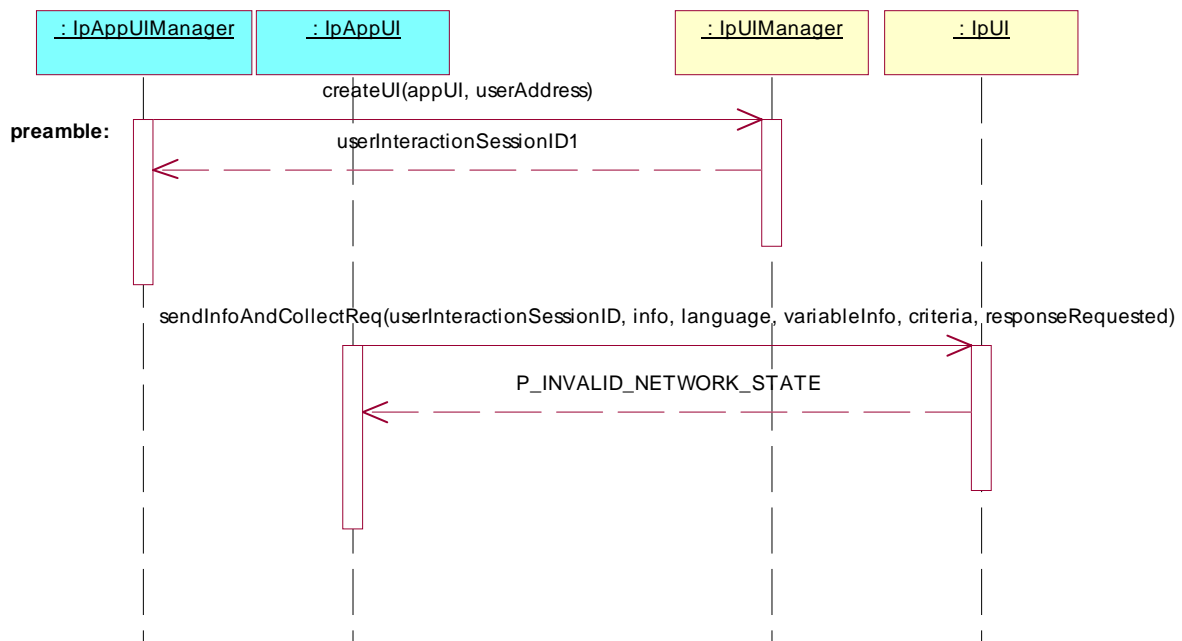 : IpAppUIManager
: IpAppUI
: IpUIManager
: IpUI
createUI(appUI, userAddress)
preamble:
userInteractionSessionID1
sendInfoAndCollectReq(userInteractionSessionID, info, language, variableInfo, criteria, responseRequested)
P_INVALID_NETWORK_STATE